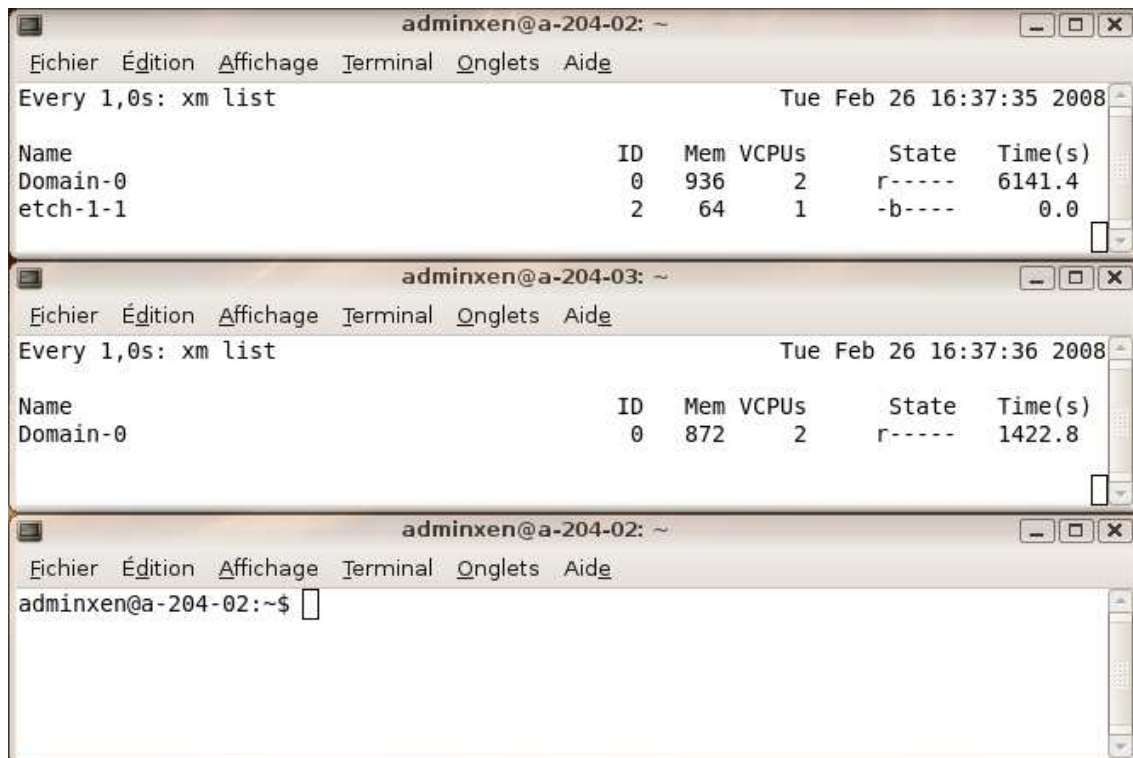 adminxen@a-204-02: ~
Fichier Édition Affichage Terminal Onglets Aide
Every 1,0s: xm list Tue Feb 26 16:37:35 2008
Name ID Mem VCPUs State Time(s)
Domain-0 0 936 2 r----- 6141.4
etch-1-1 2 64 1 -b---- 0.0
adminxen@a-204-03: ~
Fichier Édition Affichage Terminal Onglets Aide
Every 1,0s: xm list Tue Feb 26 16:37:36 2008
Name ID Mem VCPUs State Time(s)
Domain-0 0 872 2 r----- 1422.8
adminxen@a-204-02: ~
Fichier Édition Affichage Terminal Onglets Aide
adminxen@a-204-02:~$